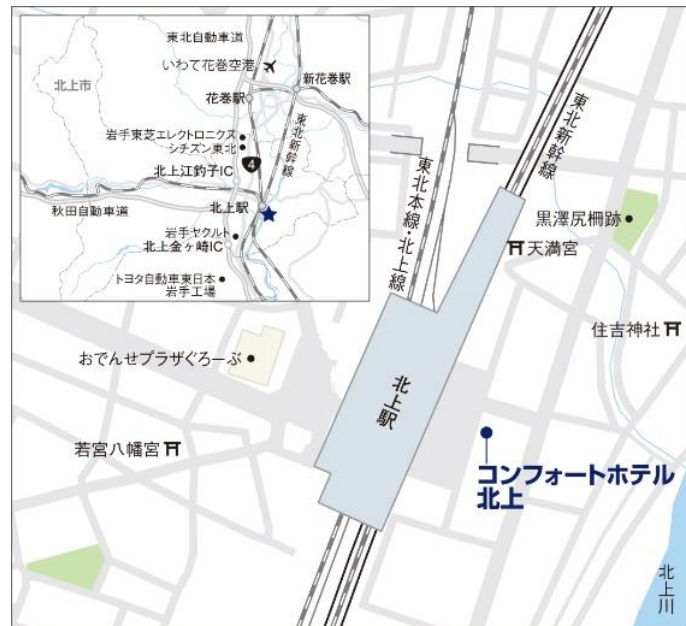 東北自動車道
いわて花巻空港
北上市
新花巻駅
花巻駅
岩手東芝エレクトロニクス
シチズン東北
東北新幹線
4
北上江釣子IC
北上駅
秋田自動車道
岩手ヤクルト
北上金ヶ崎IC
トヨタ自動車東日本
岩手工場
東北新幹線
東北本線・北上線
黒澤尻柵跡
天満宮
住吉神社
おでんせプラザぐろーぶ
北上駅
若宮八幡宮
コンフォートホテル
北上
北上川